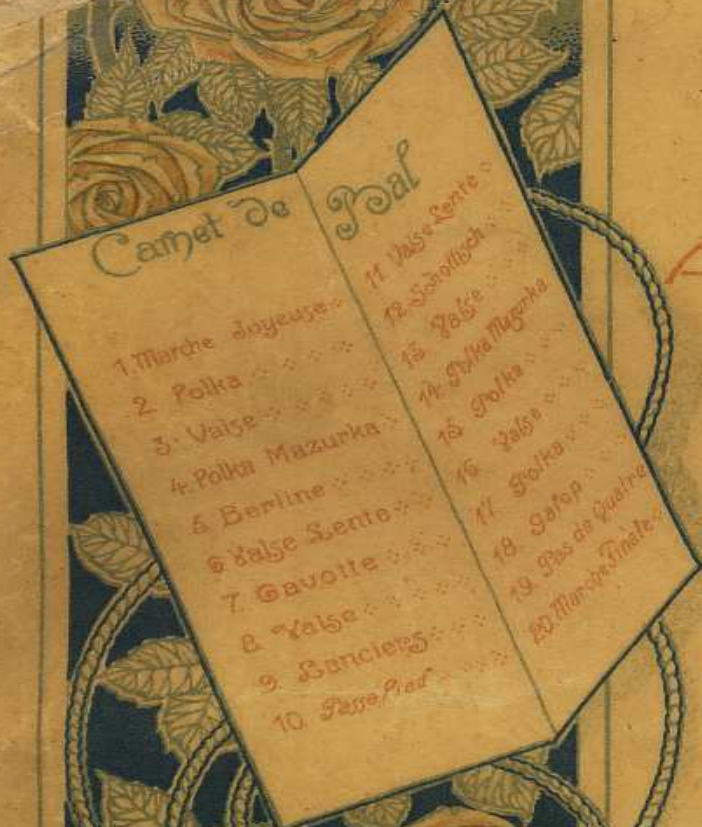 Carnet de Bal
1. Marche Joyeuse
2. Polka
3. Valse
4. Polka Mazurka
5. Berline
6. Valse Lente
7. Gavotte
8. Valse
9. Lanciers
10. Passe Pied
11. Valse Lente
12. Schottisch
13. Valse
14. Polka Mazurka
15. Polka
16. Valse
17. Polka
18. Galop
19. Pas de Quatre
20. Marche Finale